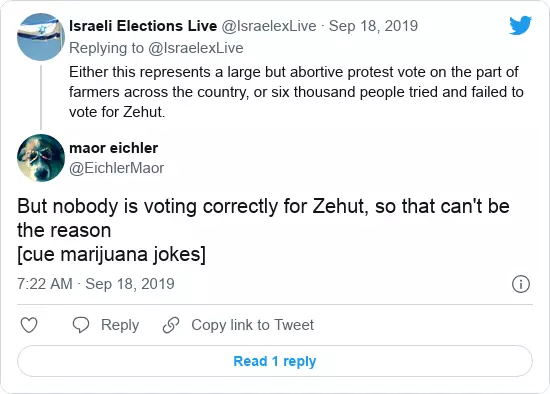 Israeli Elections Live @IsraelexLive · Sep 18, 2019
Replying to @IsraelexLive
Either this represents a large but abortive protest vote on the part of
farmers across the country, or six thousand people tried and failed to
vote for Zehut.
maor eichler
@EichlerMaor
But nobody is voting correctly for Zehut, so that can't be
the reason
[cue marijuana jokes]
7:22 AM · Sep 18, 2019
Reply
Copy link to Tweet
Read 1 reply